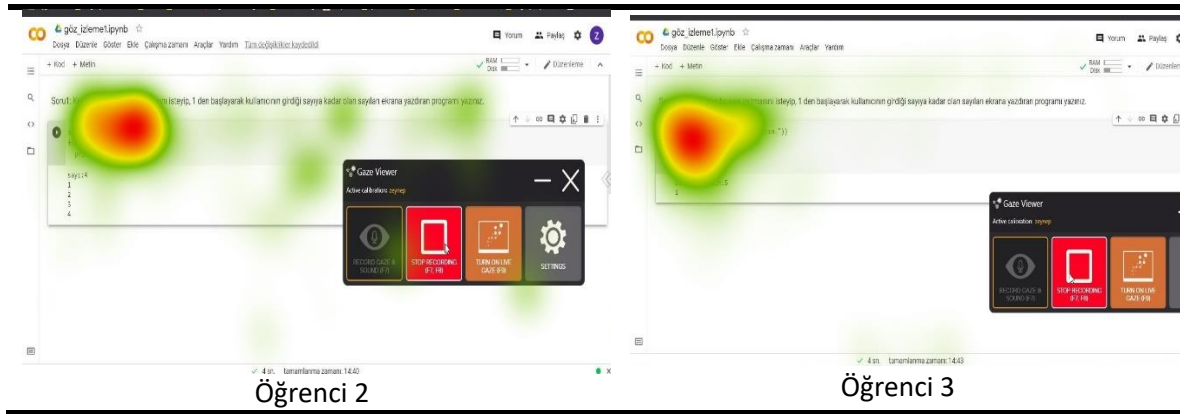 göz_izleme1.ipynb
Dosya Düzenle Göster Ekle Çalışma zamanı Araçlar Yardım Tüm değişiklikler kaydedildi
Yorum Paylaş Z
+ Kod + Metin
RAM
Disk
Düzenleme
Soru1: isteyip, 1 den başlayarak kullanıcının girdiği sayıya kadar olan sayıları ekrana yazdıran programı yazınız.
sayı:4
1
2
3
4
Gaze Viewer
Active calibration: zeynep
RECORD GAZE &
SOUND (F7)
STOP RECORDING
(F7, F8)
TURN ON LIVE
GAZE (F9)
SETTINGS
4 sn. tamamlanma zamanı: 14:40
Öğrenci 2
göz_izleme1.ipynb
Dosya Düzenle Göster Ekle Çalışma zamanı Araçlar Yardım
Yorum Paylaş
+ Kod + Metin
RAM
Disk
Düzenleme
isteyip, 1 den başlayarak kullanıcının girdiği sayıya kadar olan sayıları ekrana yazdıran programı yazınız.
Gaze Viewer
Active calibration: zeynep
RECORD GAZE &
SOUND (F7)
STOP RECORDING
(F7, F8)
TURN ON LIVE
GAZE (F9)
4 sn. tamamlanma zamanı: 14:43
Öğrenci 3